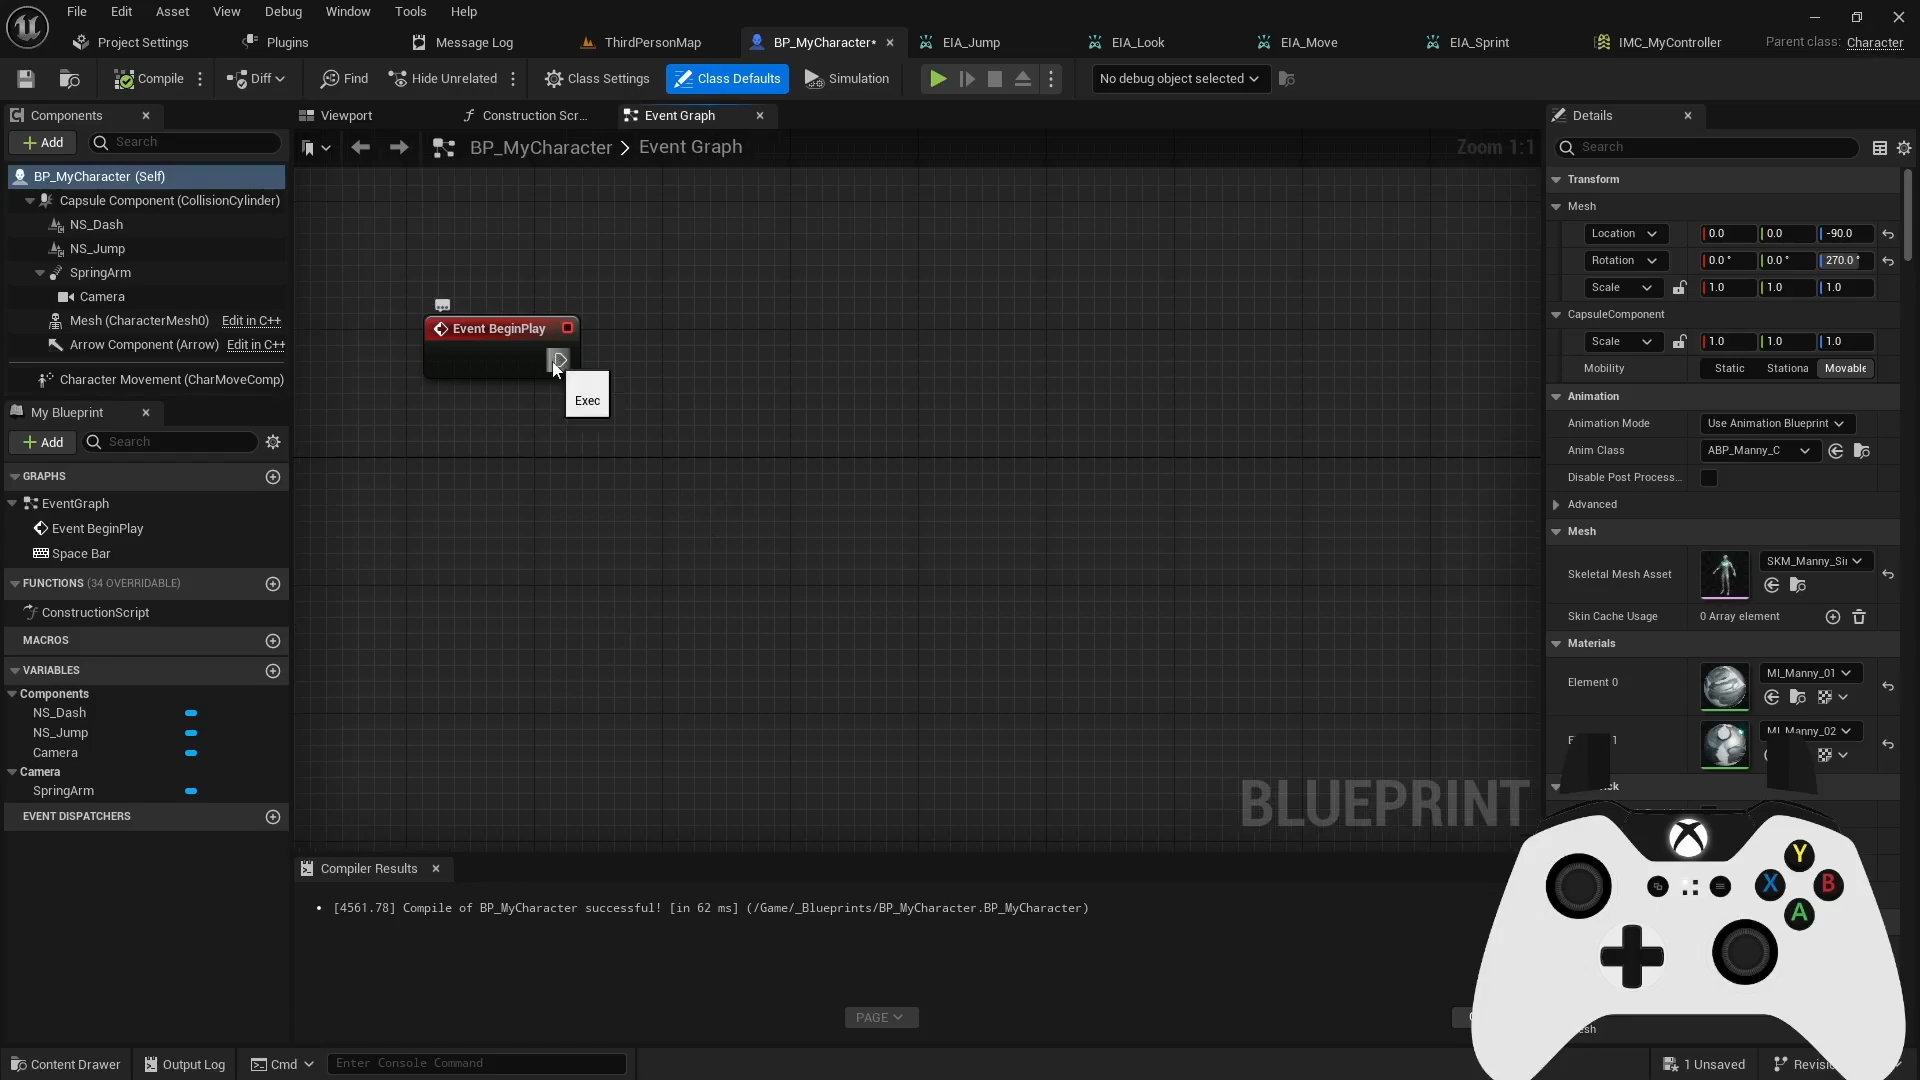 File Edit Asset View Debug Window Tools Help
Project Settings Plugins Message Log ThirdPersonMap BP_MyCharacter* EIA_Jump EIA_Look EIA_Move EIA_Sprint IMC_MyController Parent class: Character
Compile Diff Find Hide Unrelated Class Settings Class Defaults Simulation No debug object selected
Components
Add Search
BP_MyCharacter (Self)
Capsule Component (CollisionCylinder)
NS_Dash
NS_Jump
SpringArm
Camera
Mesh (CharacterMesh0) Edit in C++
Arrow Component (Arrow) Edit in C++
Character Movement (CharMoveComp)
My Blueprint
Add Search
GRAPHS
EventGraph
Event BeginPlay
Space Bar
FUNCTIONS (34 OVERRIDABLE)
ConstructionScript
MACROS
VARIABLES
Components
NS_Dash
NS_Jump
Camera
Camera
SpringArm
EVENT DISPATCHERS
Viewport Construction Scr... Event Graph
BP_MyCharacter > Event Graph Zoom 1:1
Event BeginPlay
Exec
BLUEPRINT
Compiler Results
• [4561.78] Compile of BP_MyCharacter successful! [in 62 ms] (/Game/_Blueprints/BP_MyCharacter.BP_MyCharacter)
PAGE
Details
Search
Transform
Mesh
Location 0.0 0.0 -90.0
Rotation 0.0 ° 0.0 ° 270.0 °
Scale 1.0 1.0 1.0
CapsuleComponent
Scale 1.0 1.0 1.0
Mobility Static Stationa Movable
Animation
Animation Mode Use Animation Blueprint
Anim Class ABP_Manny_C
Disable Post Process...
Advanced
Mesh
Skeletal Mesh Asset SKM_Manny_Si
Skin Cache Usage 0 Array element
Materials
Element 0 MI_Manny_01
MI_Manny_02
Y
X B
A
Content Drawer Output Log Cmd Enter Console Command 1 Unsaved